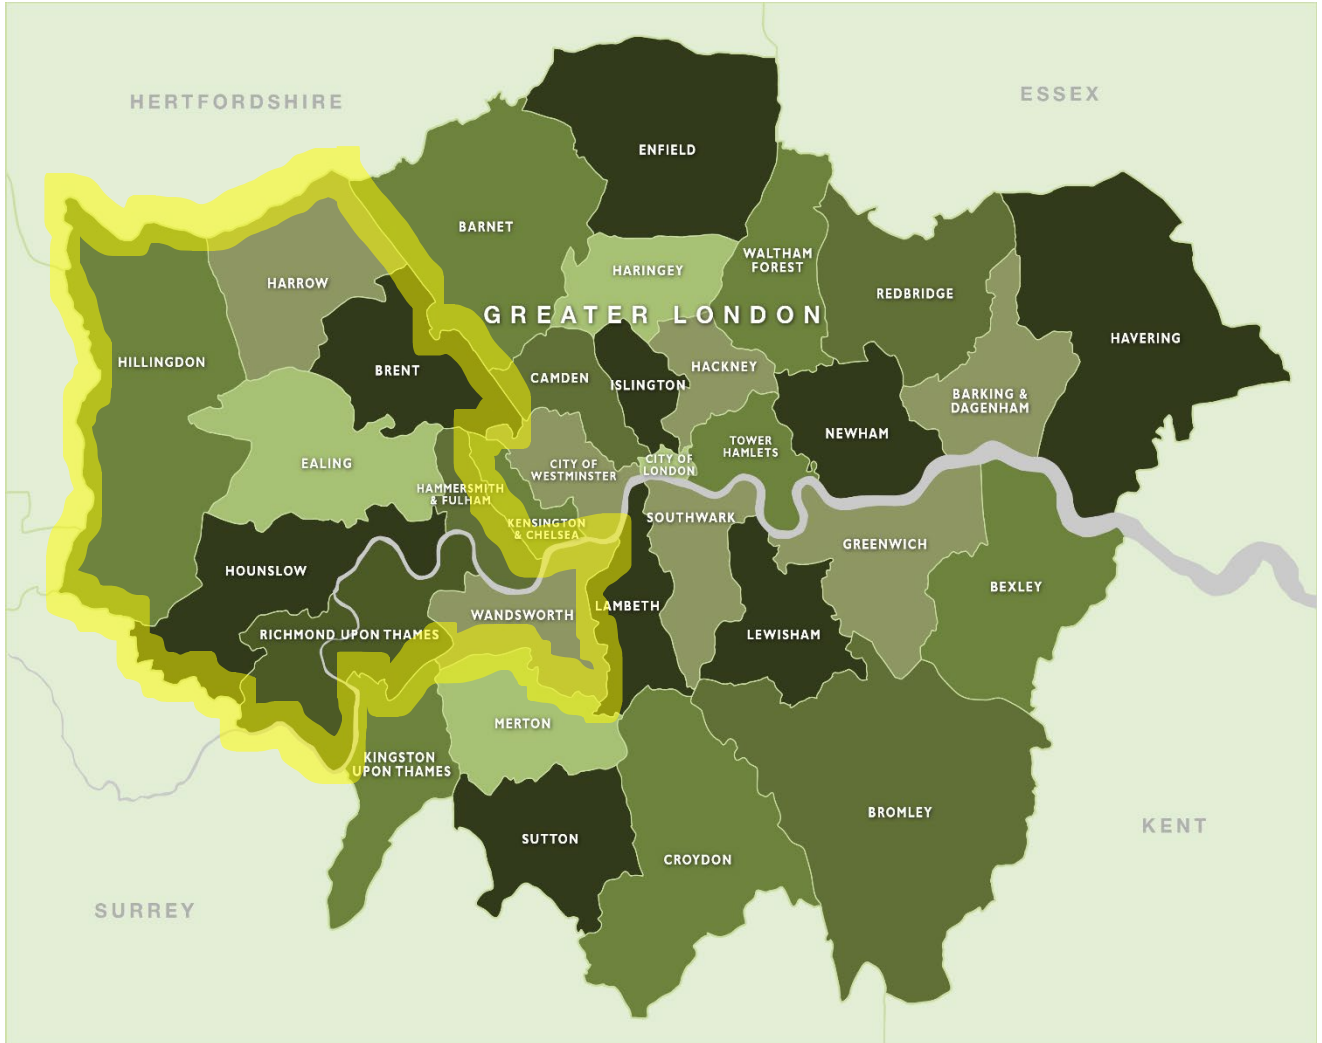 HERTFORDSHIRE
ESSEX
ENFIELD
BARNET
WALTHAM
FOREST
HARINGEY
HARROW
REDBRIDGE
GREATER LONDON
HAVERING
HILLINGDON
BRENT
CAMDEN
ISLINGTON
HACKNEY
BARKING &
DAGENHAM
NEWHAM
TOWER
HAMLETS
EALING
CITY OF
WESTMINSTER
CITY OF
LONDON
HAMMERSMITH
& FULHAM
KENSINGTON
& CHELSEA
SOUTHWARK
GREENWICH
HOUNSLOW
BEXLEY
WANDSWORTH
LAMBETH
RICHMOND UPON THAMES
LEWISHAM
MERTON
KINGSTON
UPON THAMES
BROMLEY
KENT
SUTTON
CROYDON
SURREY